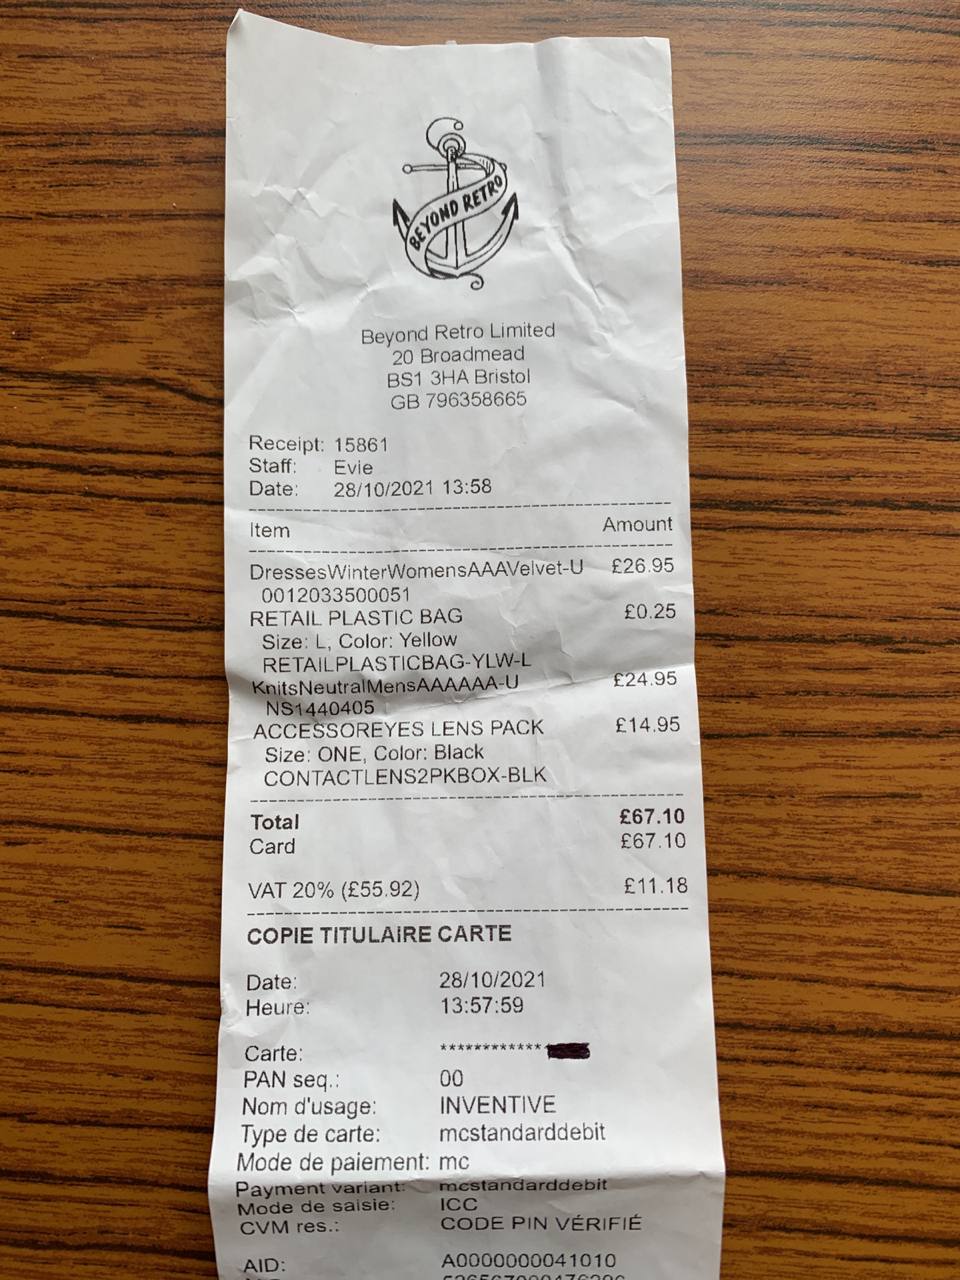 BEYOND RETRO
Beyond Retro Limited
20 Broadmead
BS1 3HA Bristol
GB 796358665
Receipt: 15861
Staff: Evie
Date: 28/10/2021 13:58
Item Amount
DressesWinterWomensAAAVelvet-U £26.95
0012033500051
RETAIL PLASTIC BAG £0.25
Size: L, Color: Yellow
RETAILPLASTICBAG-YLW-L
KnitsNeutralMensAAAAAA-U £24.95
NS1440405
ACCESSOREYES LENS PACK £14.95
Size: ONE, Color: Black
CONTACTLENS2PKBOX-BLK
Total £67.10
Card £67.10
VAT 20% (£55.92) £11.18
COPIE TITULAIRE CARTE
Date: 28/10/2021
Heure: 13:57:59
Carte: ************
PAN seq.: 00
Nom d'usage: INVENTIVE
Type de carte: mcstandarddebit
Mode de paiement: mc
Payment variant: mcstandarddebit
Mode de saisie: ICC
CVM res.: CODE PIN VÉRIFIÉ
AID: A0000000041010